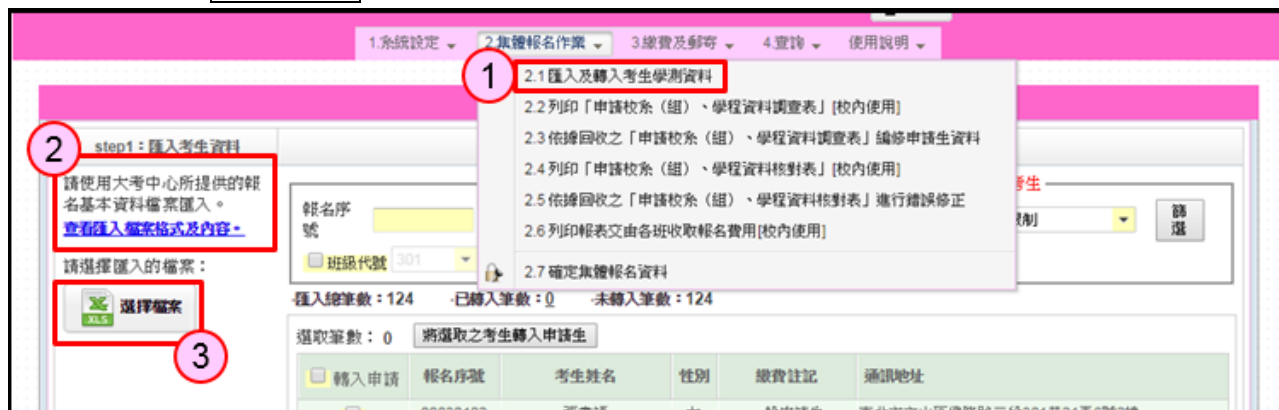 1.系統設定 2.集體報名作業 3.繳費及郵寄 4.查詢 使用說明
1
2.1匯入及轉入考生學測資料
2.2列印「申請校系（組）、學程資料調查表」[校內使用]
2.3依據回收之「申請校系（組）、學程資料調查表」編修申請生資料
2.4列印「申請校系（組）、學程資料核對表」[校內使用]
2.5依據回收之「申請校系（組）、學程資料核對表」進行錯誤修正
2.6列印報表交由各班收取報名費用[校內使用]
2.7確定集體報名資料
2
step1：匯入考生資料
請使用大考中心所提供的報
名基本資料檔案匯入。
查看匯入檔案格式及內容。
請選擇匯入的檔案：
XLS 選擇檔案
3
考生
報名序
號
限制
篩
選
班級代號 301
‧匯入總筆數：124 ‧已轉入筆數：0 ‧未轉入筆數：124
選取筆數： 0 將選取之考生轉入申請生
轉入申請 報名序號 考生姓名 性別 繳費註記 通訊地址